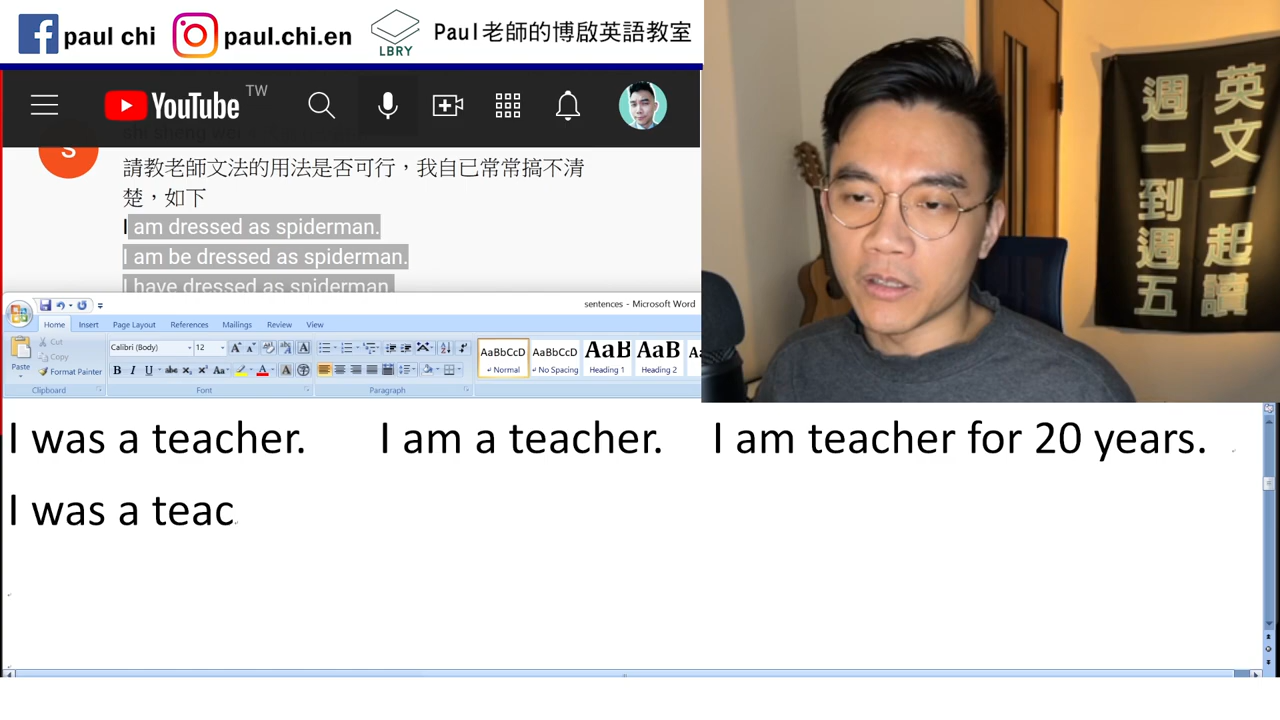 paul chi
paul.chi.en
LBRY
Paul老師的博啟英語教室
YouTube
TW
S
請教老師文法的用法是否可行，我自已常常搞不清
楚，如下
I am dressed as spiderman.
I am be dressed as spiderman.
I have dressed as spiderman
英文一起讀
週一到週五
sentences - Microsoft Word
Home Insert Page Layout References Mailings Review View
Cut
Copy
Format Painter
Paste
Clipboard
Calibri (Body) 12
Font
Paragraph
AaBbCcD AaBbCcD AaBb AaB Aa
Normal No Spacing Heading 1 Heading 2
I was a teacher. I am a teacher. I am teacher for 20 years.
I was a teac